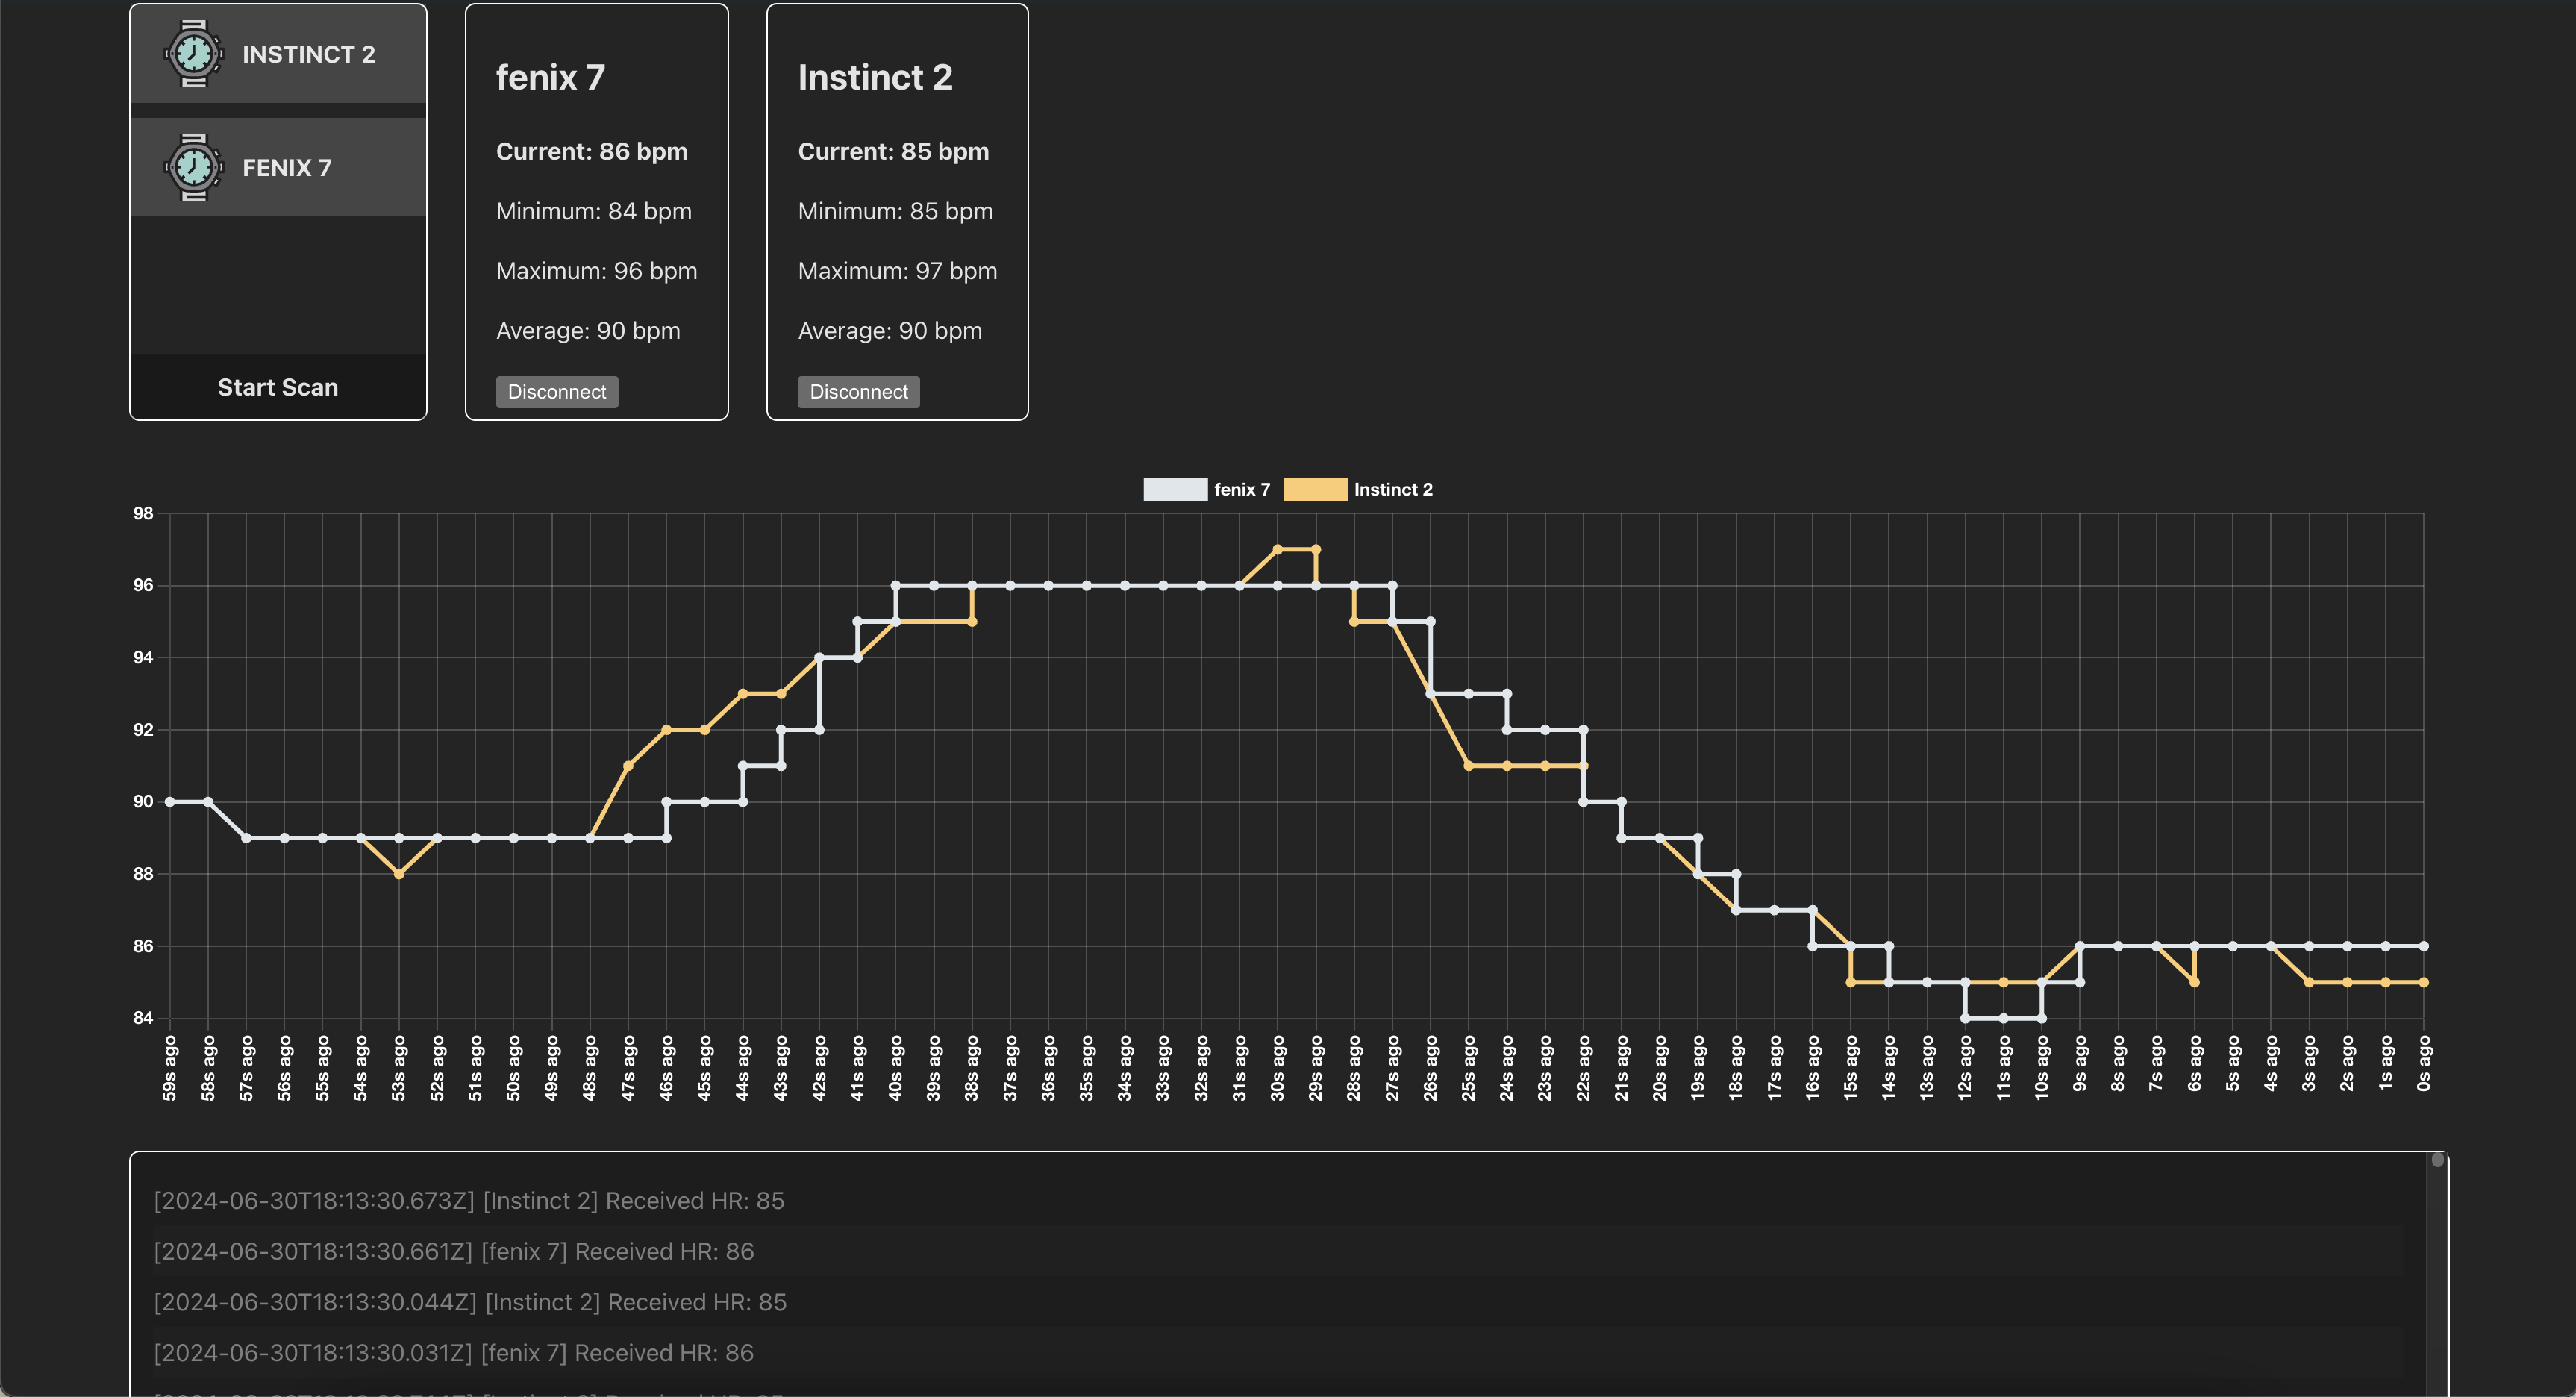 INSTINCT 2
FENIX 7
Start Scan
fenix 7
Current: 86 bpm
Minimum: 84 bpm
Maximum: 96 bpm
Average: 90 bpm
Disconnect
Instinct 2
Current: 85 bpm
Minimum: 85 bpm
Maximum: 97 bpm
Average: 90 bpm
Disconnect
fenix 7 Instinct 2
98
96
94
92
90
88
86
84
59s ago
58s ago
57s ago
56s ago
55s ago
54s ago
53s ago
52s ago
51s ago
50s ago
49s ago
48s ago
47s ago
46s ago
45s ago
44s ago
43s ago
42s ago
41s ago
40s ago
39s ago
38s ago
37s ago
36s ago
35s ago
34s ago
33s ago
32s ago
31s ago
30s ago
29s ago
28s ago
27s ago
26s ago
25s ago
24s ago
23s ago
22s ago
21s ago
20s ago
19s ago
18s ago
17s ago
16s ago
15s ago
14s ago
13s ago
12s ago
11s ago
10s ago
9s ago
8s ago
7s ago
6s ago
5s ago
4s ago
3s ago
2s ago
1s ago
0s ago
[2024-06-30T18:13:30.673Z] [Instinct 2] Received HR: 85
[2024-06-30T18:13:30.661Z] [fenix 7] Received HR: 86
[2024-06-30T18:13:30.044Z] [Instinct 2] Received HR: 85
[2024-06-30T18:13:30.031Z] [fenix 7] Received HR: 86